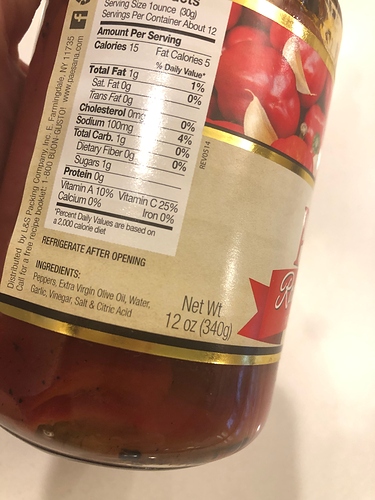 Serving Size 1ounce (30g)
Servings Per Container About 12
Amount Per Serving
Calories 15 Fat Calories 5
% Daily Value*
Total Fat 1g 1%
Sat. Fat 0g 0%
Trans Fat 0g
Cholesterol 0mg 0%
Sodium 100mg 4%
Total Carb. 1g 0%
Dietary Fiber 0g 0%
Sugars 1g
Protein 0g
Vitamin A 10% Vitamin C 25%
Calcium 0% Iron 0%
*Percent Daily Values are based on
a 2,000 calorie diet
REV0514
REFRIGERATE AFTER OPENING
INGREDIENTS:
Peppers, Extra Virgin Olive Oil, Water,
Garlic, Vinegar, Salt & Citric Acid
Net Wt
12 oz (340g)
Distributed by L&S Packing Company, Inc. E. Farmingdale, NY 11735
Call for a free recipe booklet: 1-800 BUON-GUSTO! www.paesana.com
f
R